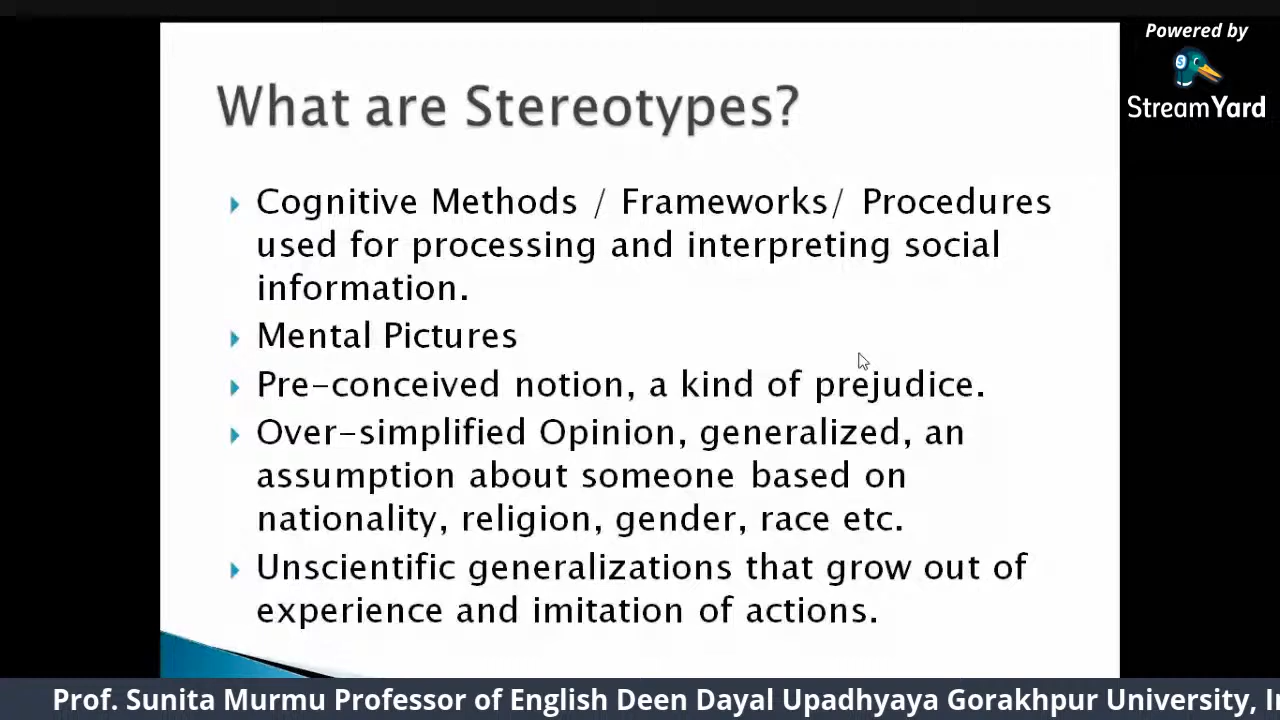 Powered by
StreamYard
What are Stereotypes?
Cognitive Methods / Frameworks/ Procedures
used for processing and interpreting social
information.
Mental Pictures
Pre-conceived notion, a kind of prejudice.
Over-simplified Opinion, generalized, an
assumption about someone based on
nationality, religion, gender, race etc.
Unscientific generalizations that grow out of
experience and imitation of actions.
Prof. Sunita Murmu Professor of English Deen Dayal Upadhyaya Gorakhpur University,